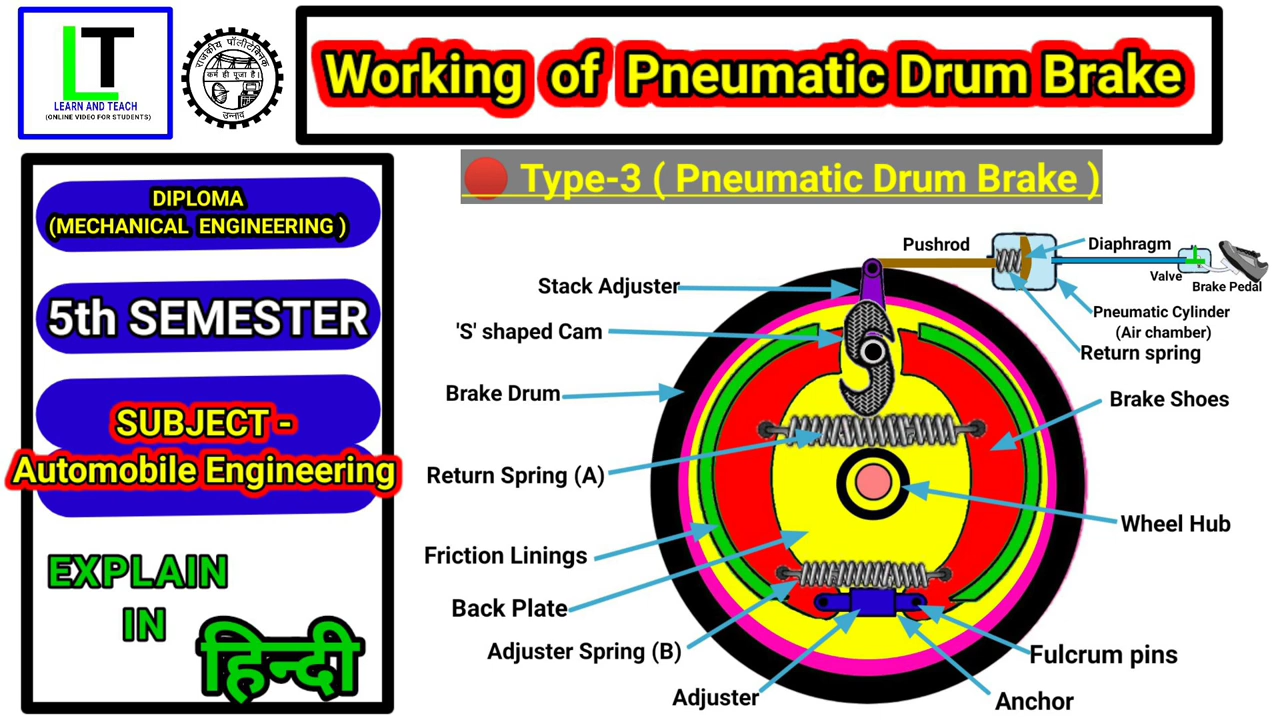 LT
LEARN AND TEACH
(ONLINE VIDEO FOR STUDENTS)
राजकीय पॉलीटेक्निक
कर्म ही पूजा है।
उन्नाव
Working of Pneumatic Drum Brake
Type-3 ( Pneumatic Drum Brake )
DIPLOMA
(MECHANICAL ENGINEERING )
5th SEMESTER
SUBJECT -
Automobile Engineering
EXPLAIN
IN
हिन्दी
Pushrod
Diaphragm
Valve
Brake Pedal
Stack Adjuster
Pneumatic Cylinder
(Air chamber)
'S' shaped Cam
Return spring
Brake Drum
Brake Shoes
Return Spring (A)
Wheel Hub
Friction Linings
Back Plate
Adjuster Spring (B)
Fulcrum pins
Adjuster
Anchor